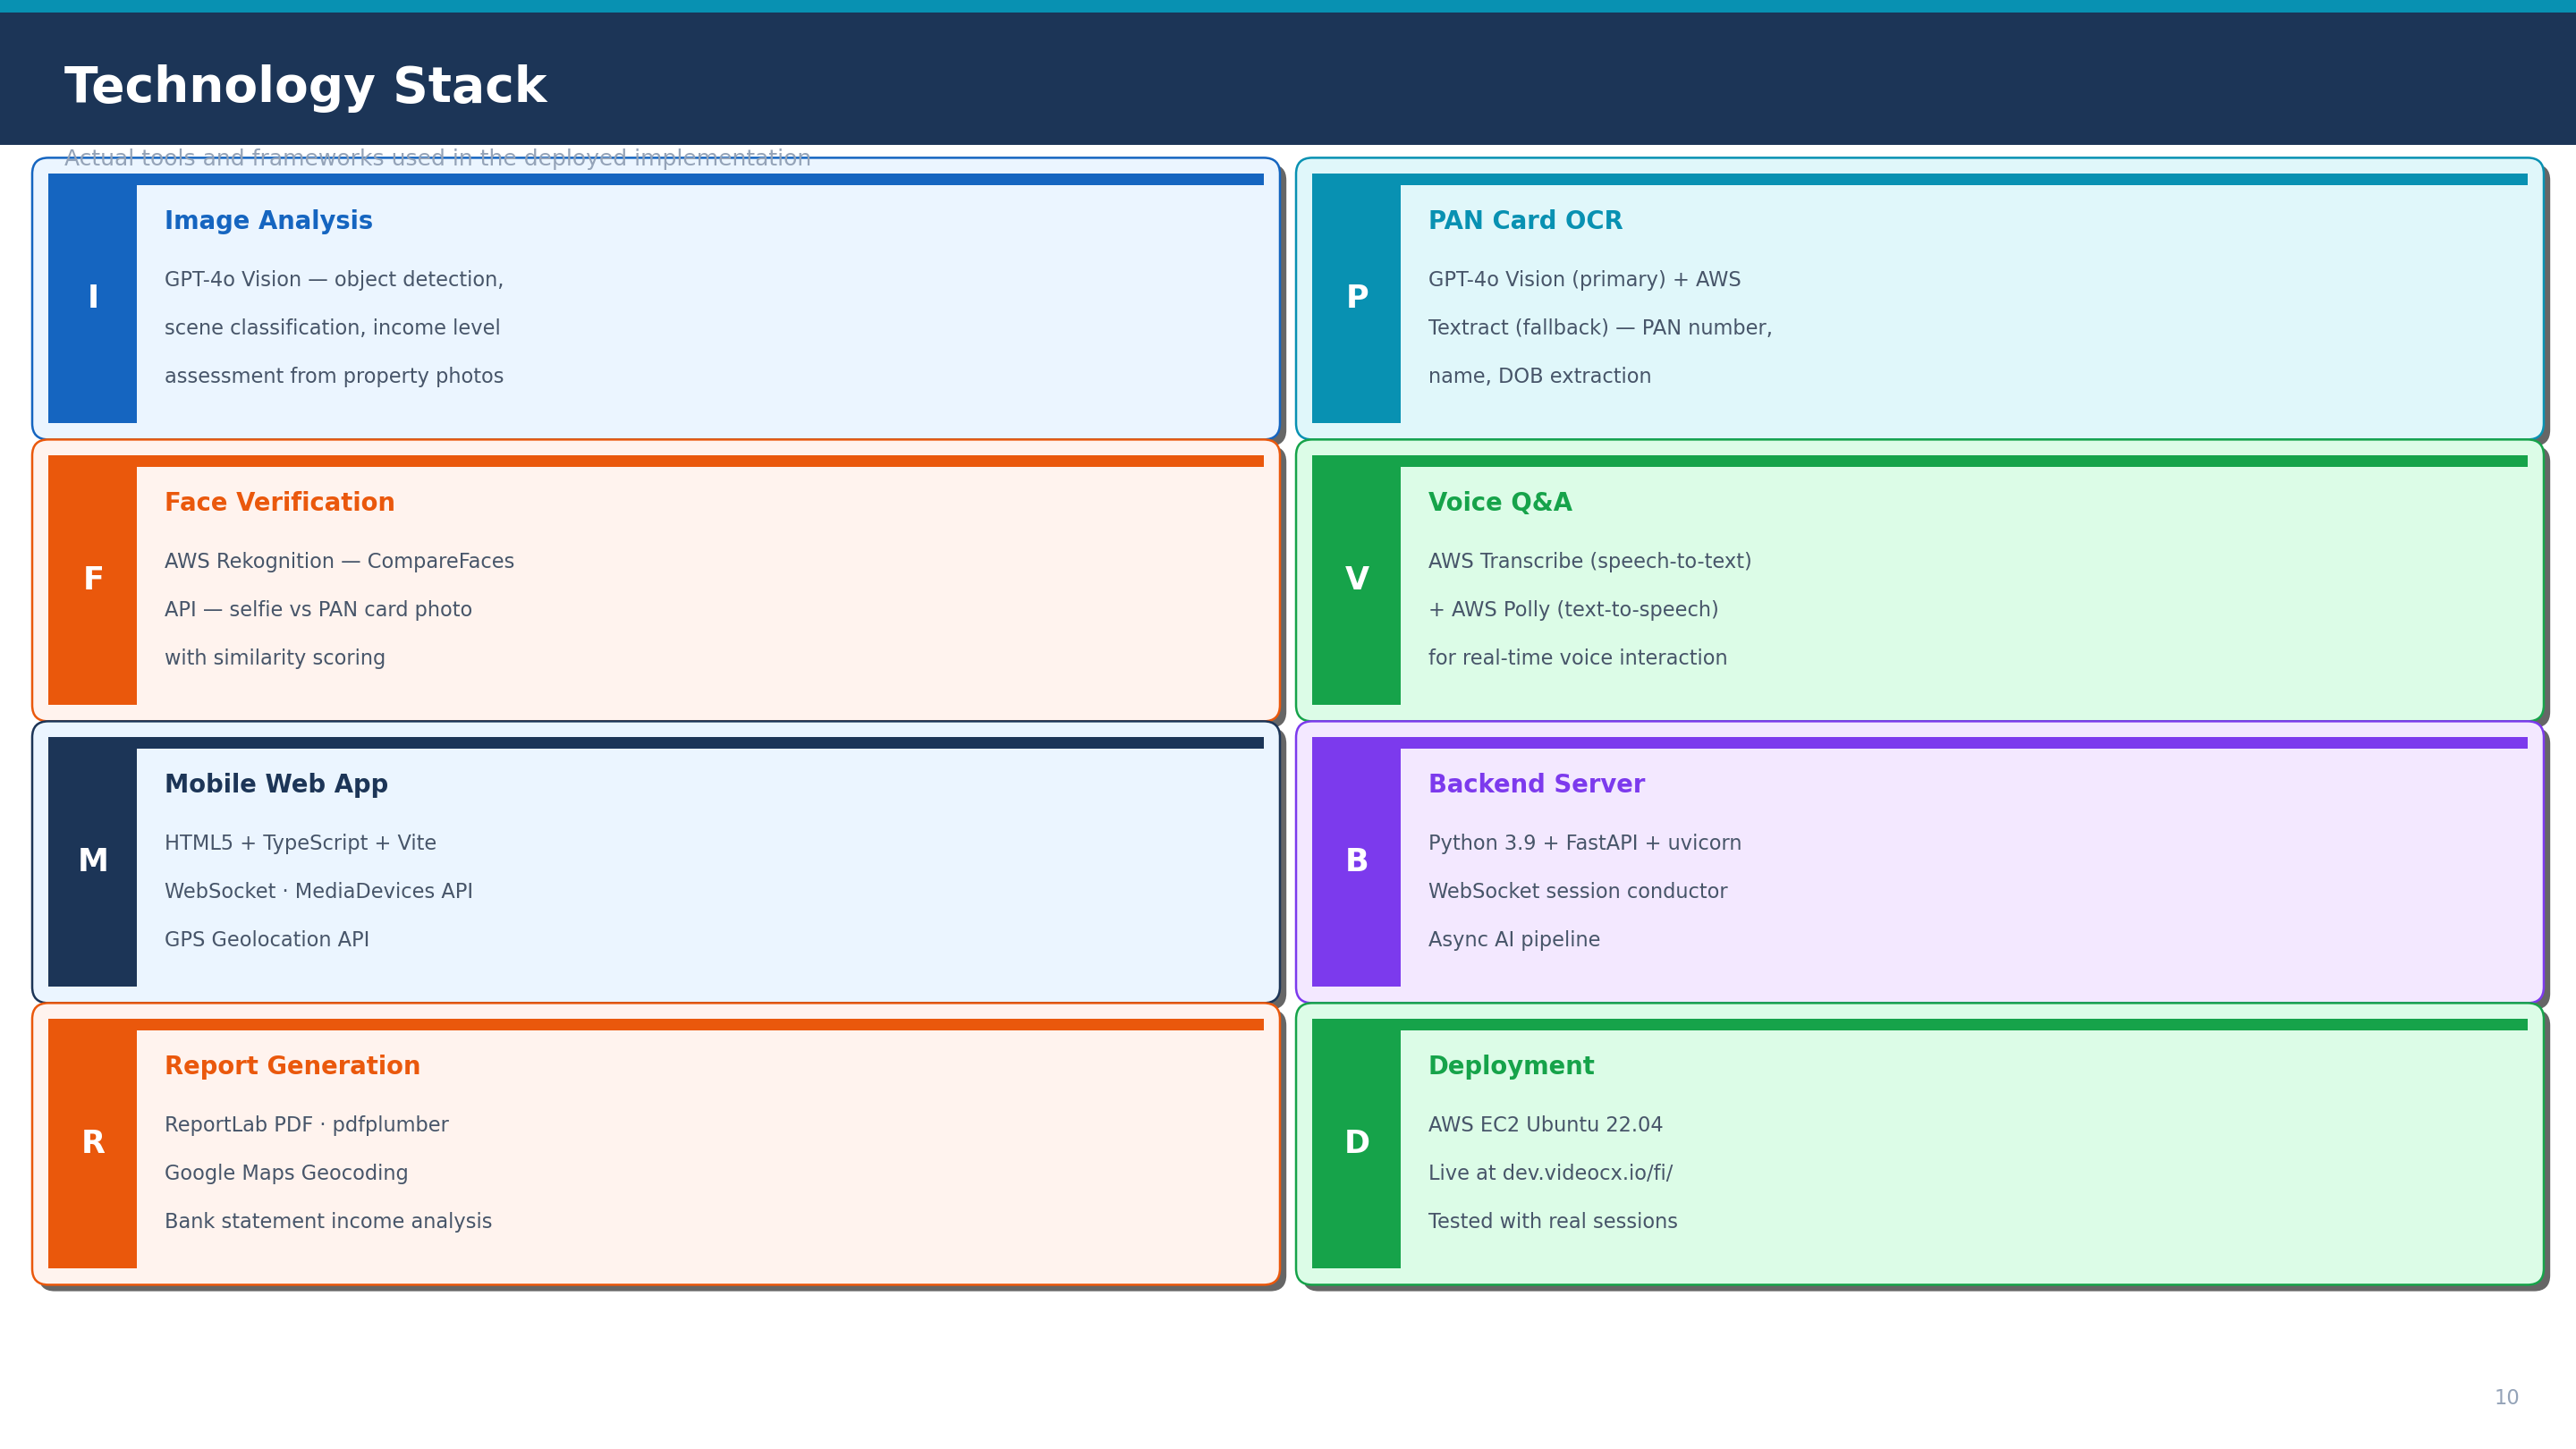 Technology Stack
Actual tools and frameworks used in the deployed implementation
I
Image Analysis
GPT-4o Vision — object detection,
scene classification, income level
assessment from property photos
P
PAN Card OCR
GPT-4o Vision (primary) + AWS
Textract (fallback) — PAN number,
name, DOB extraction
F
Face Verification
AWS Rekognition — CompareFaces
API — selfie vs PAN card photo
with similarity scoring
V
Voice Q&A
AWS Transcribe (speech-to-text)
+ AWS Polly (text-to-speech)
for real-time voice interaction
M
Mobile Web App
HTML5 + TypeScript + Vite
WebSocket · MediaDevices API
GPS Geolocation API
B
Backend Server
Python 3.9 + FastAPI + uvicorn
WebSocket session conductor
Async AI pipeline
R
Report Generation
ReportLab PDF · pdfplumber
Google Maps Geocoding
Bank statement income analysis
D
Deployment
AWS EC2 Ubuntu 22.04
Live at dev.videocx.io/fi/
Tested with real sessions
10